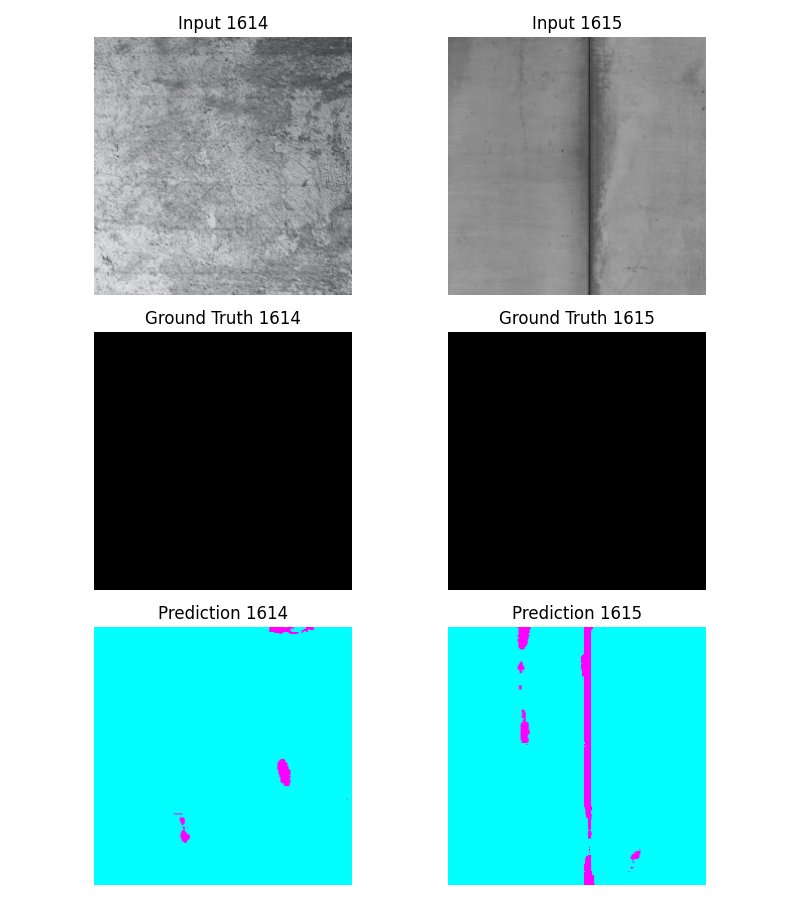 Input 1614
Input 1615
Ground Truth 1614
Ground Truth 1615
Prediction 1614
Prediction 1615